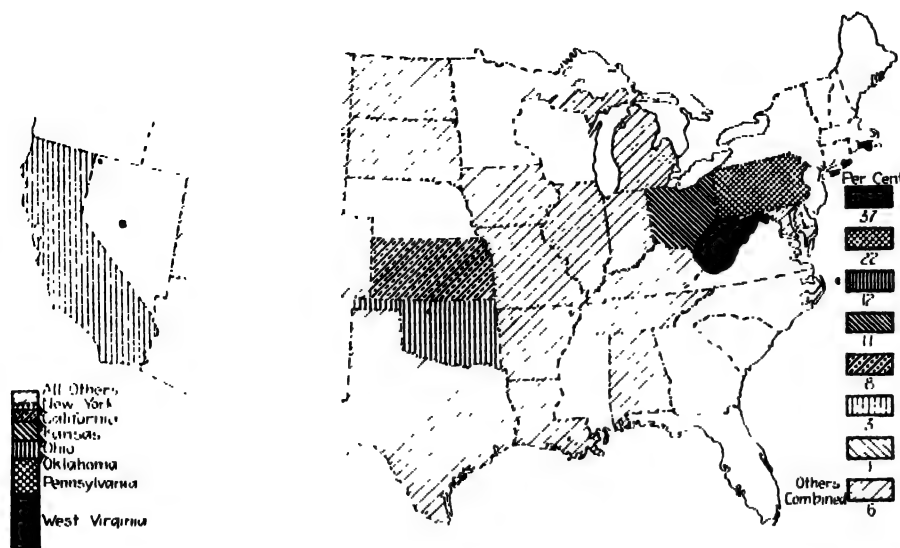 Per Cent
37
22
12
11
8
3
1
Others
Combined
6
All Others
New York
California
Kansas
Ohio
Oklahoma
Pennsylvania
West Virginia